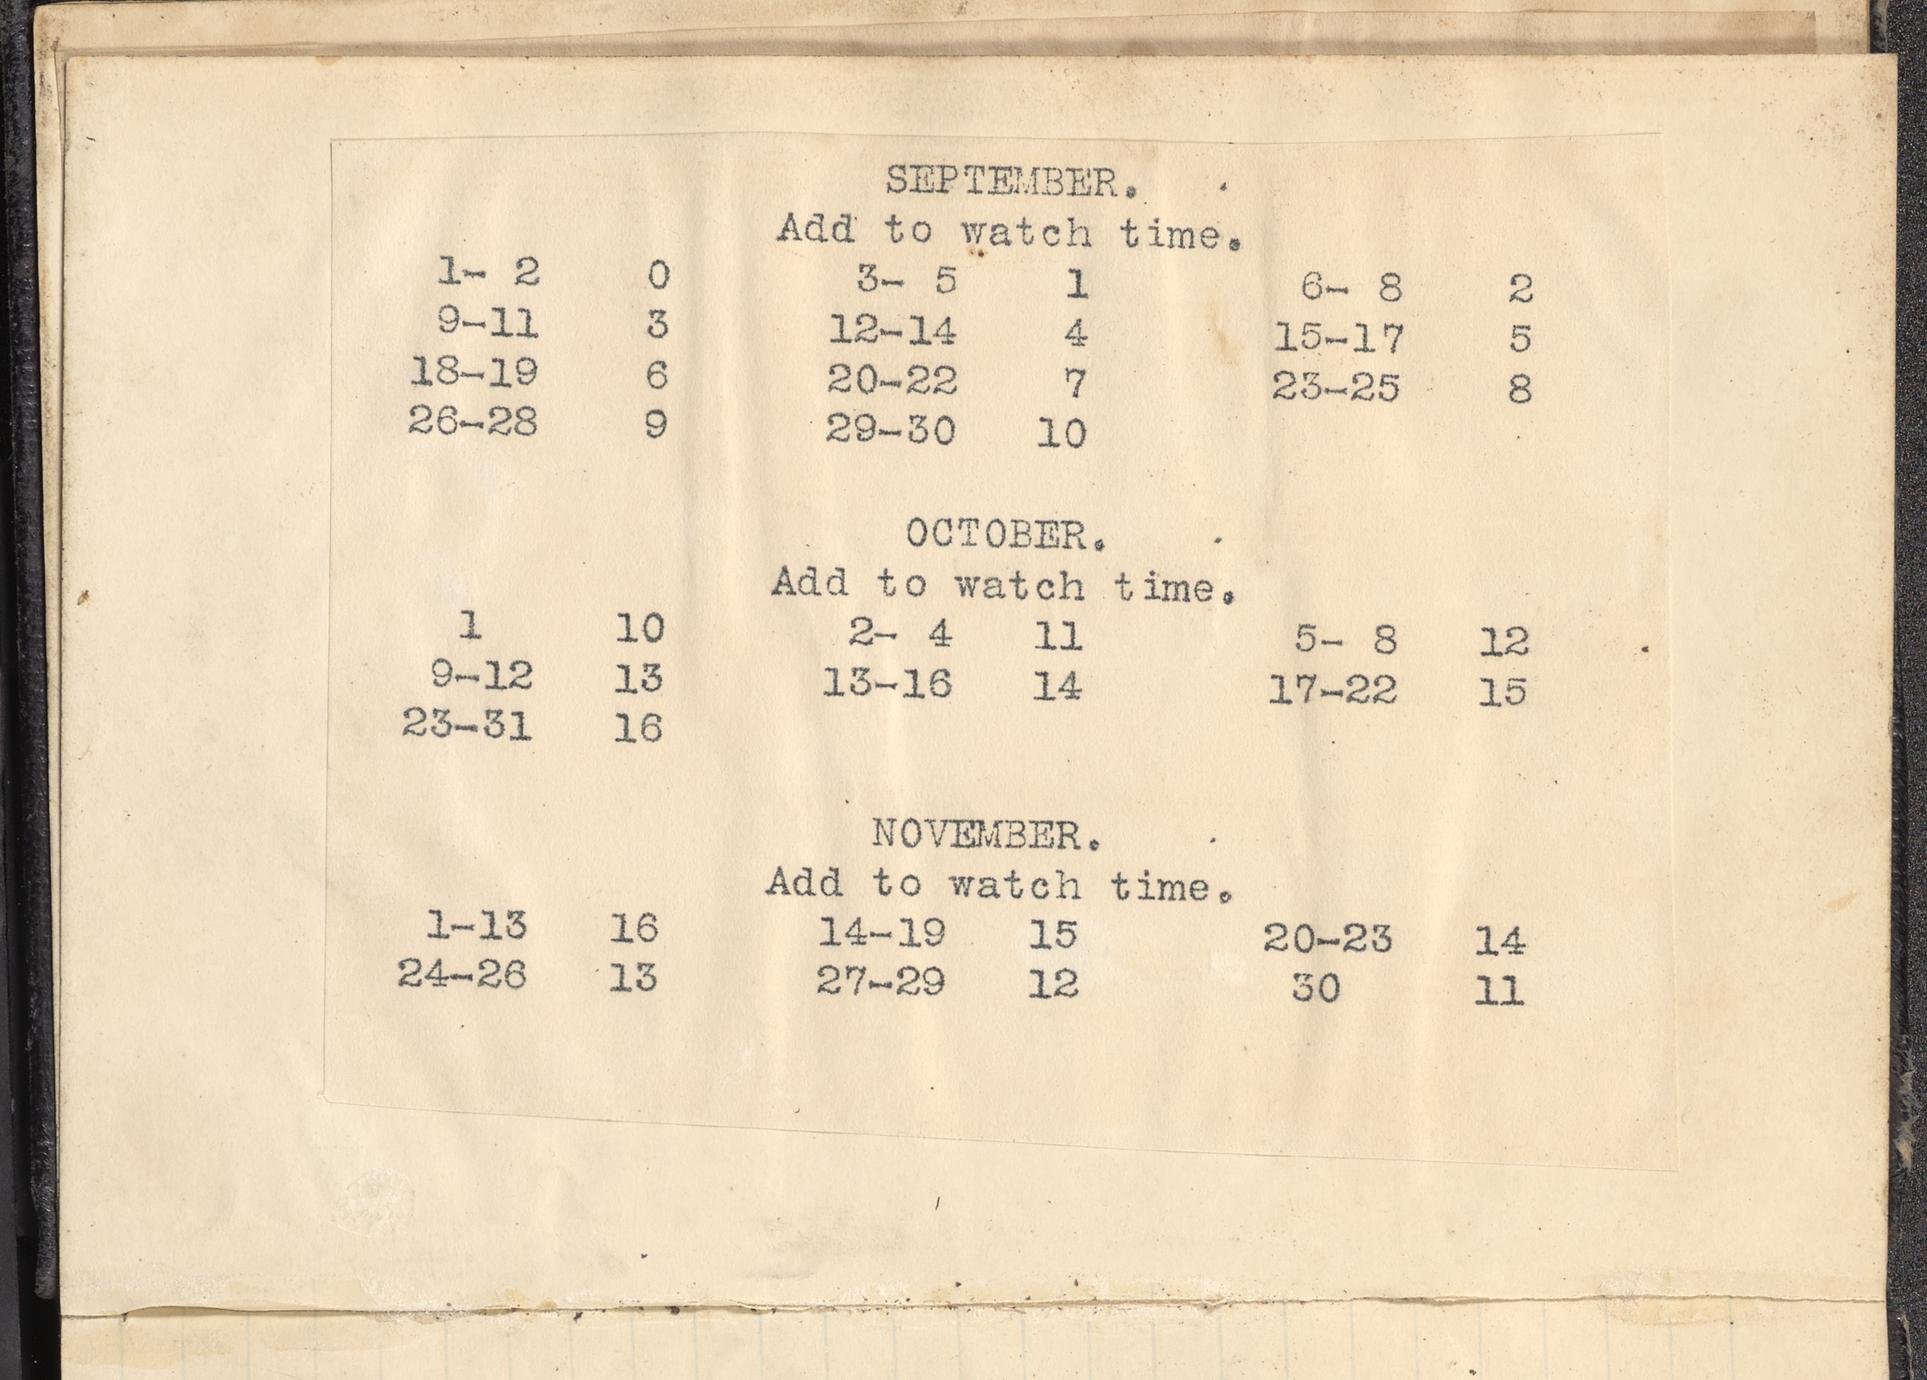 SEPTEMBER.
Add to watch time.
1- 2 0 3- 5 1 6- 8 2
9-11 3 12-14 4 15-17 5
18-19 6 20-22 7 23-25 8
26-28 9 29-30 10
OCTOBER.
Add to watch time.
1 10 2- 4 11 5- 8 12
9-12 13 13-16 14 17-22 15
23-31 16
NOVEMBER.
Add to watch time.
1-13 16 14-19 15 20-23 14
24-26 13 27-29 12 30 11